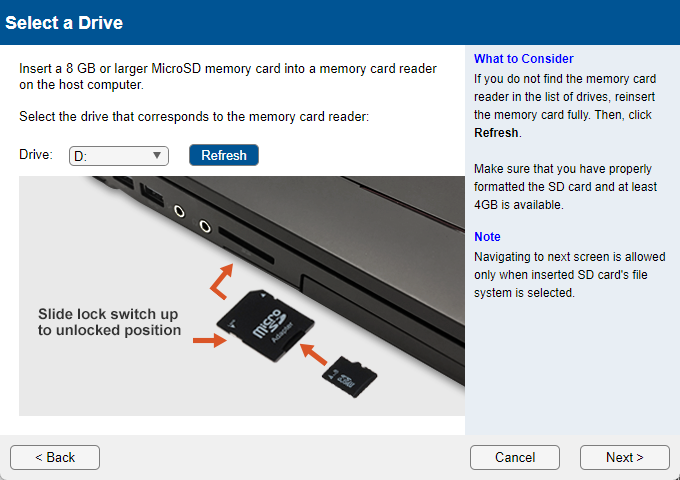 Select a Drive
Insert a 8 GB or larger MicroSD memory card into a memory card reader
on the host computer.
Select the drive that corresponds to the memory card reader:
Drive:
D:
Refresh
Slide lock switch up
to unlocked position
micro
SD
Adapter
What to Consider
If you do not find the memory card
reader in the list of drives, reinsert
the memory card fully. Then, click
Refresh.
Make sure that you have properly
formatted the SD card and at least
4GB is available.
Note
Navigating to next screen is allowed
only when inserted SD card's file
system is selected.
< Back
Cancel
Next >